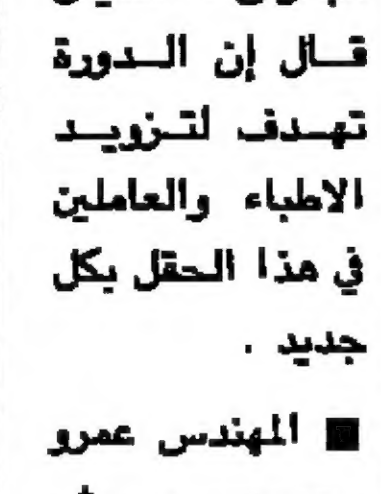 قال إن الدورة
تهدف لتزويد
الاطباء والعاملين
في هذا الحقل بكل
جديد .
■ المهندس عمرو